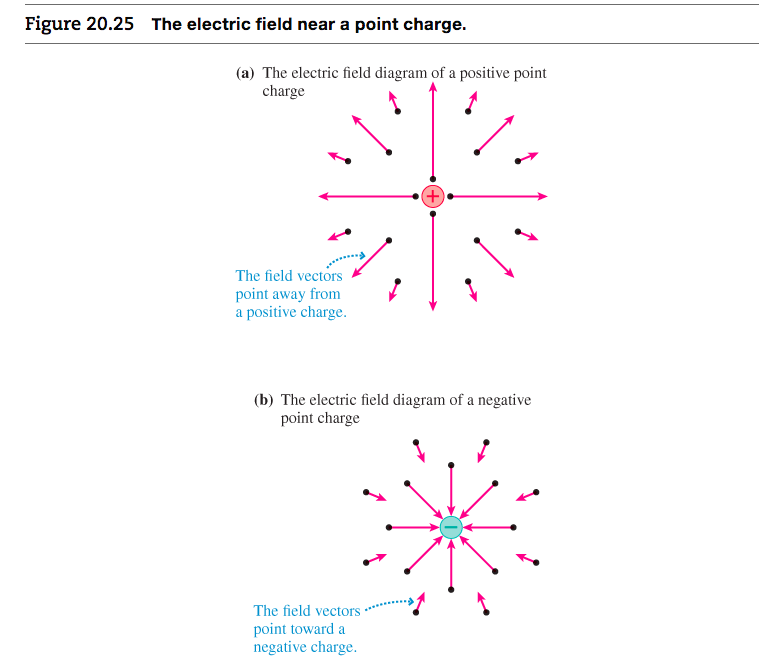 Figure 20.25 The electric field near a point charge.
(a) The electric field diagram of a positive point
charge
+
The field vectors
point away from
a positive charge.
(b) The electric field diagram of a negative
point charge
−
The field vectors
point toward a
negative charge.